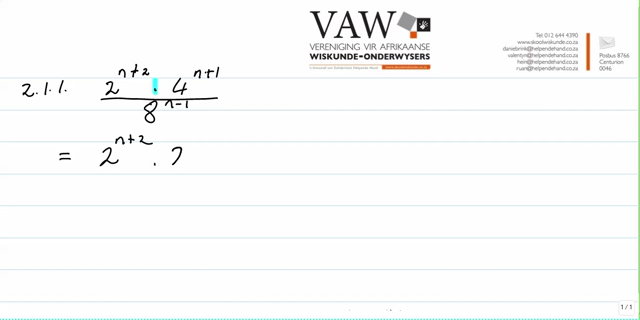 VAW
VERENIGING VIR AFRIKAANSE
WISKUNDE-ONDERWYSERS
Tel.012 644 4390
www.skoolwiskunde.co.za
daniebrink@helpendehand.co.za
valentyn@helpendehand.co.za
hein@helpendehand.co.za
ruan@helpendehand.co.za
Posbus 8766
Centurion
0046
2.1.1. 2^{n+2} · 4^{n+1}
8^{n-1}
= 2^{n+2} . 2
1/1